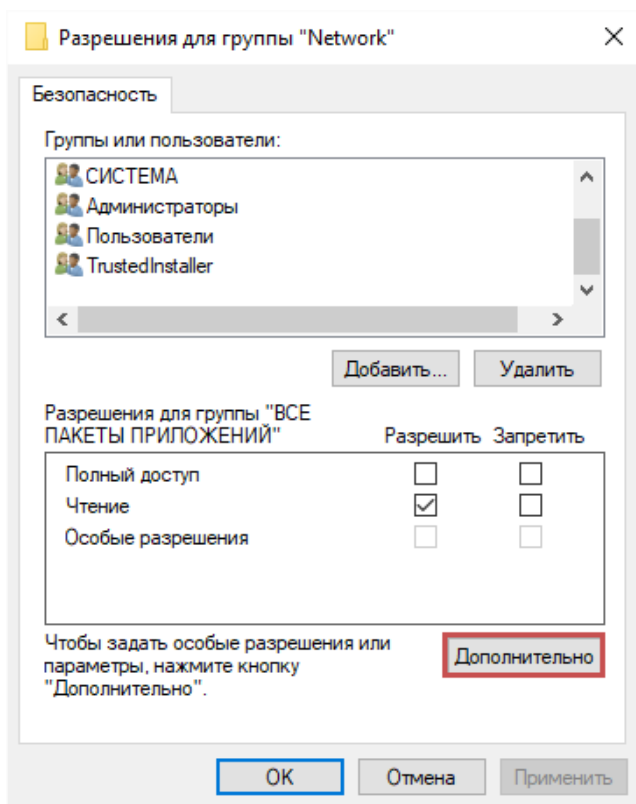 Разрешения для группы "Network"
Безопасность
Группы или пользователи:
СИСТЕМА
Администраторы
Пользователи
TrustedInstaller
Добавить...
Удалить
Разрешения для группы "ВСЕ
ПАКЕТЫ ПРИЛОЖЕНИЙ"
Разрешить Запретить
Полный доступ
Чтение
Особые разрешения
Чтобы задать особые разрешения или
параметры, нажмите кнопку
"Дополнительно".
Дополнительно
ОК
Отмена
Применить